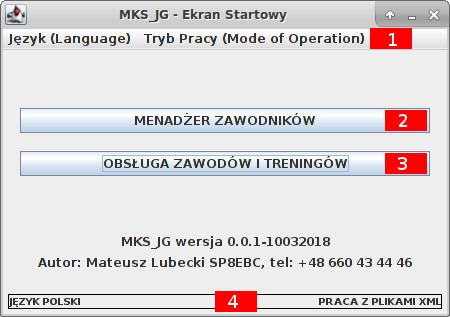 MKS_JG - Ekran Startowy
Język (Language) Tryb Pracy (Mode of Operation) 1
MENADŻER ZAWODNIKÓW 2
OBSŁUGA ZAWODÓW I TRENINGÓW 3
MKS_JG wersja 0.0.1-10032018
Autor: Mateusz Lubecki SP8EBC, tel: +48 660 43 44 46
JĘZYK POLSKI 4 PRACA Z PLIKAMI XML